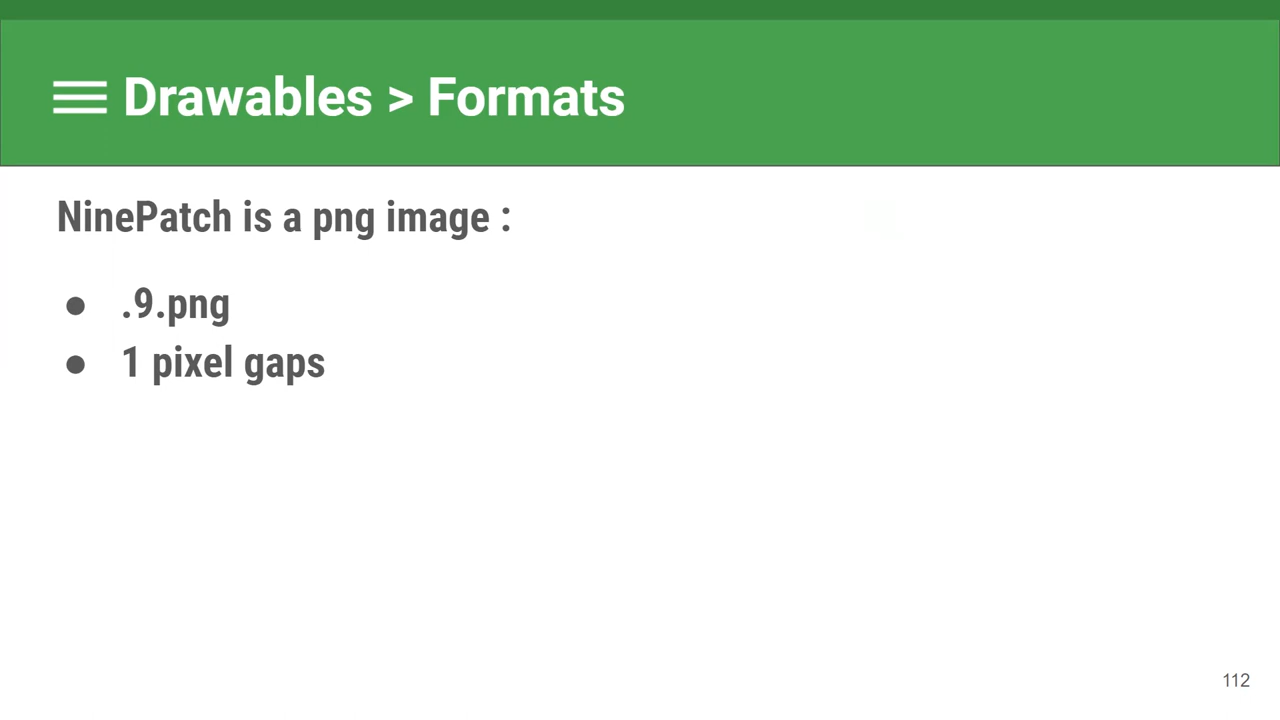 Drawables > Formats
NinePatch is a png image :
● .9.png
● 1 pixel gaps
112